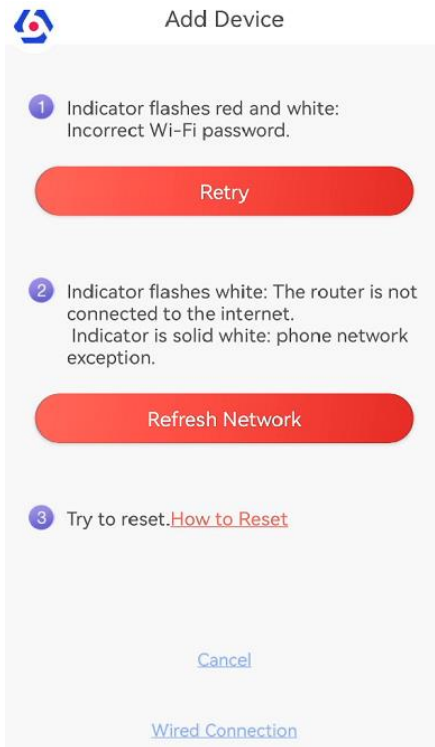 Add Device
1 Indicator flashes red and white:
Incorrect Wi-Fi password.
Retry
2 Indicator flashes white: The router is not
connected to the internet.
Indicator is solid white: phone network
exception.
Refresh Network
3 Try to reset.How to Reset
Cancel
Wired Connection